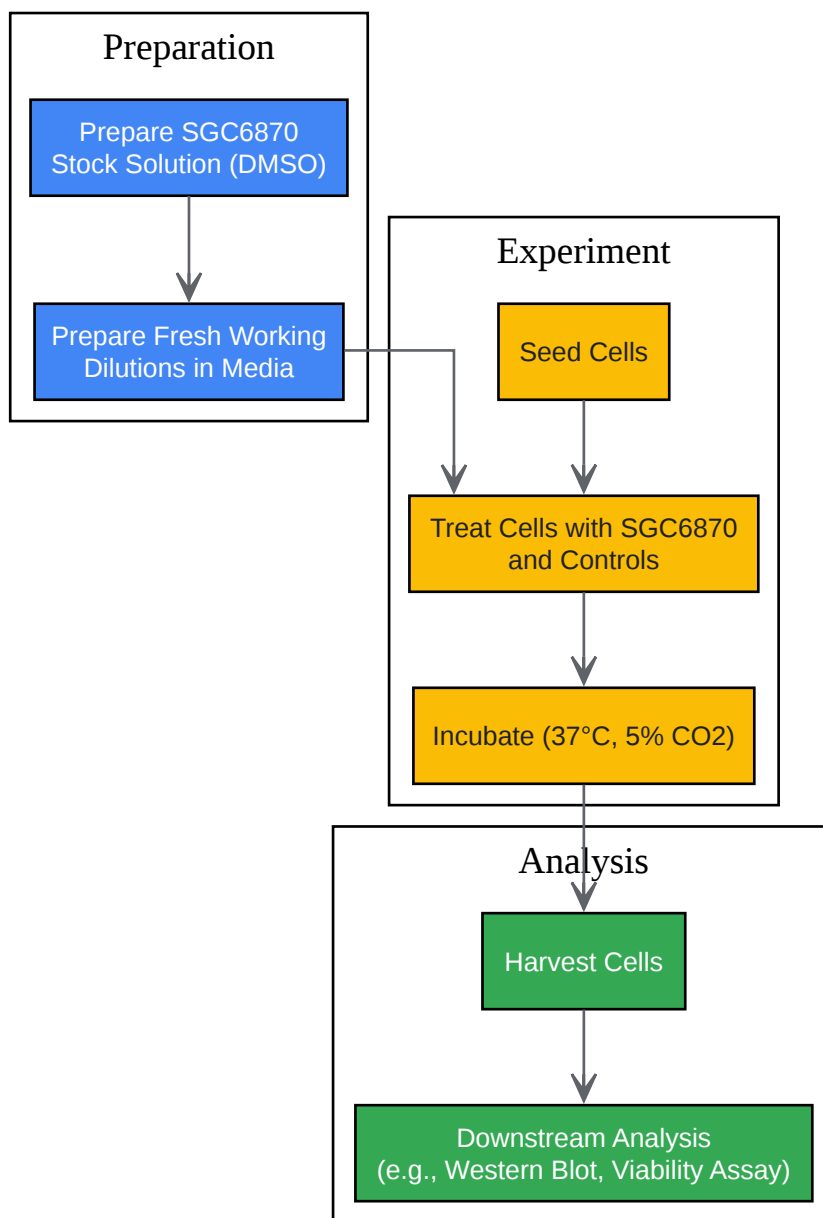 Preparation
Prepare SGC6870
Stock Solution (DMSO)
Prepare Fresh Working
Dilutions in Media
Experiment
Seed Cells
Treat Cells with SGC6870
and Controls
Incubate (37°C, 5% CO2)
Analysis
Harvest Cells
Downstream Analysis
(e.g., Western Blot, Viability Assay)